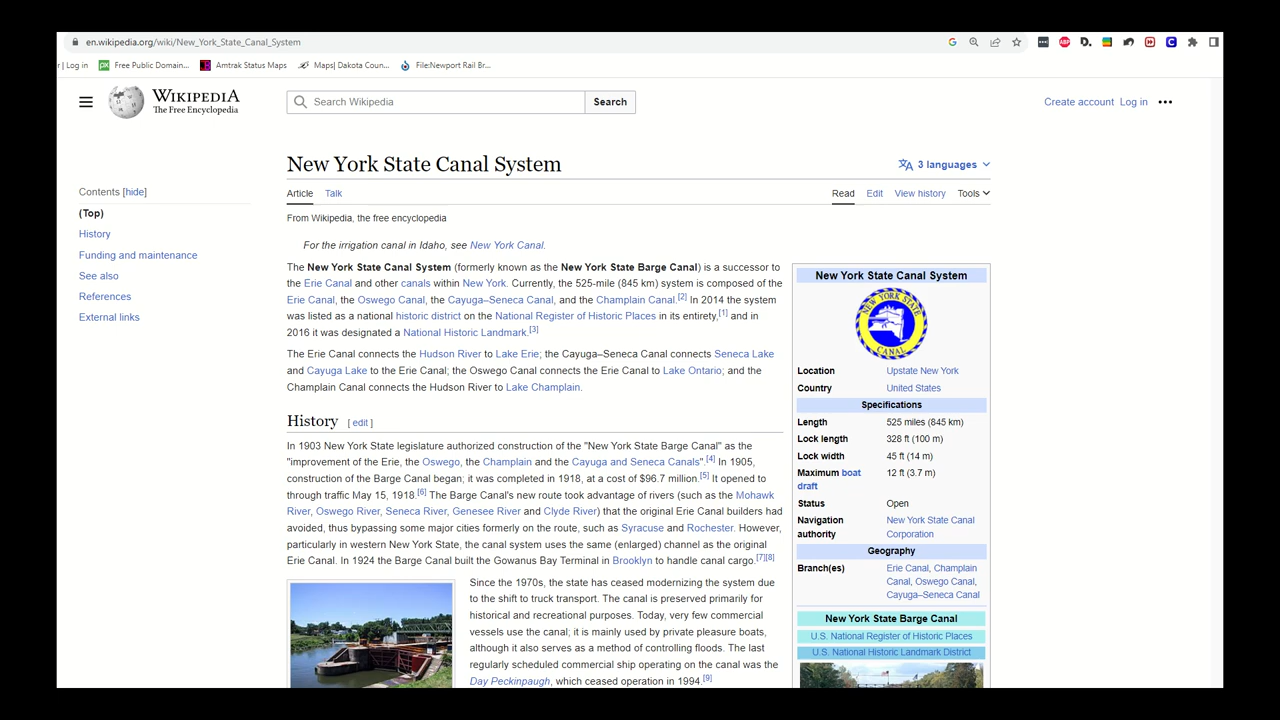 en.wikipedia.org/wiki/New_York_State_Canal_System
r | Log in
Free Public Domain...
Amtrak Status Maps
Maps| Dakota Coun...
File:Newport Rail Br...
WIKIPEDIA
The Free Encyclopedia
Search Wikipedia
Search
Create account Log in
New York State Canal System
3 languages
Contents [hide]
(Top)
History
Funding and maintenance
See also
References
External links
Article Talk
Read Edit View history Tools
From Wikipedia, the free encyclopedia
For the irrigation canal in Idaho, see New York Canal.
The New York State Canal System (formerly known as the New York State Barge Canal) is a successor to
the Erie Canal and other canals within New York. Currently, the 525-mile (845 km) system is composed of the
Erie Canal, the Oswego Canal, the Cayuga–Seneca Canal, and the Champlain Canal.[2] In 2014 the system
was listed as a national historic district on the National Register of Historic Places in its entirety,[1] and in
2016 it was designated a National Historic Landmark.[3]
The Erie Canal connects the Hudson River to Lake Erie; the Cayuga–Seneca Canal connects Seneca Lake
and Cayuga Lake to the Erie Canal; the Oswego Canal connects the Erie Canal to Lake Ontario; and the
Champlain Canal connects the Hudson River to Lake Champlain.
History [ edit ]
In 1903 New York State legislature authorized construction of the "New York State Barge Canal" as the
"improvement of the Erie, the Oswego, the Champlain and the Cayuga and Seneca Canals".[4] In 1905,
construction of the Barge Canal began; it was completed in 1918, at a cost of $96.7 million.[5] It opened to
through traffic May 15, 1918.[6] The Barge Canal's new route took advantage of rivers (such as the Mohawk
River, Oswego River, Seneca River, Genesee River and Clyde River) that the original Erie Canal builders had
avoided, thus bypassing some major cities formerly on the route, such as Syracuse and Rochester. However,
particularly in western New York State, the canal system uses the same (enlarged) channel as the original
Erie Canal. In 1924 the Barge Canal built the Gowanus Bay Terminal in Brooklyn to handle canal cargo.[7][8]
Since the 1970s, the state has ceased modernizing the system due
to the shift to truck transport. The canal is preserved primarily for
historical and recreational purposes. Today, very few commercial
vessels use the canal; it is mainly used by private pleasure boats,
although it also serves as a method of controlling floods. The last
regularly scheduled commercial ship operating on the canal was the
Day Peckinpaugh, which ceased operation in 1994.[9]
New York State Canal System
NEW YORK STATE
CANAL
Location Upstate New York
Country United States
Specifications
Length 525 miles (845 km)
Lock length 328 ft (100 m)
Lock width 45 ft (14 m)
Maximum boat 12 ft (3.7 m)
draft
Status Open
Navigation New York State Canal
authority Corporation
Geography
Branch(es) Erie Canal, Champlain
Canal, Oswego Canal,
Cayuga–Seneca Canal
New York State Barge Canal
U.S. National Register of Historic Places
U.S. National Historic Landmark District